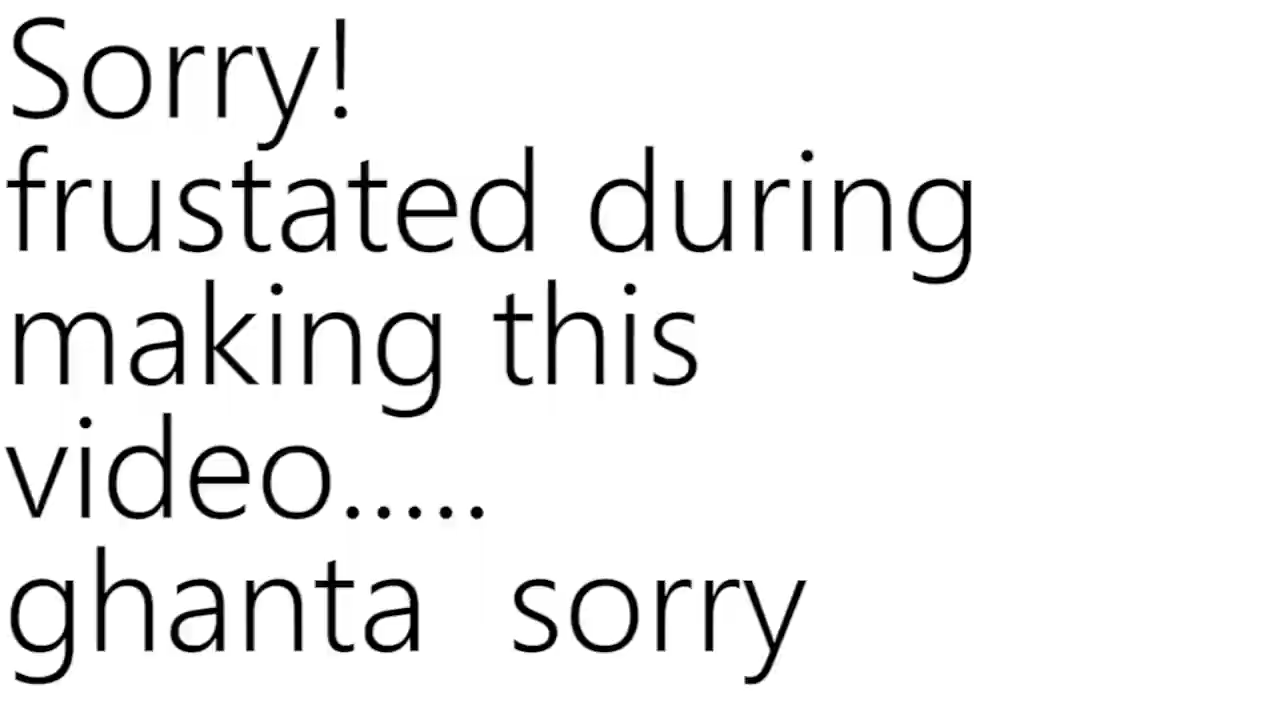 Sorry!
frustated during
making this
video.....
ghanta  sorry